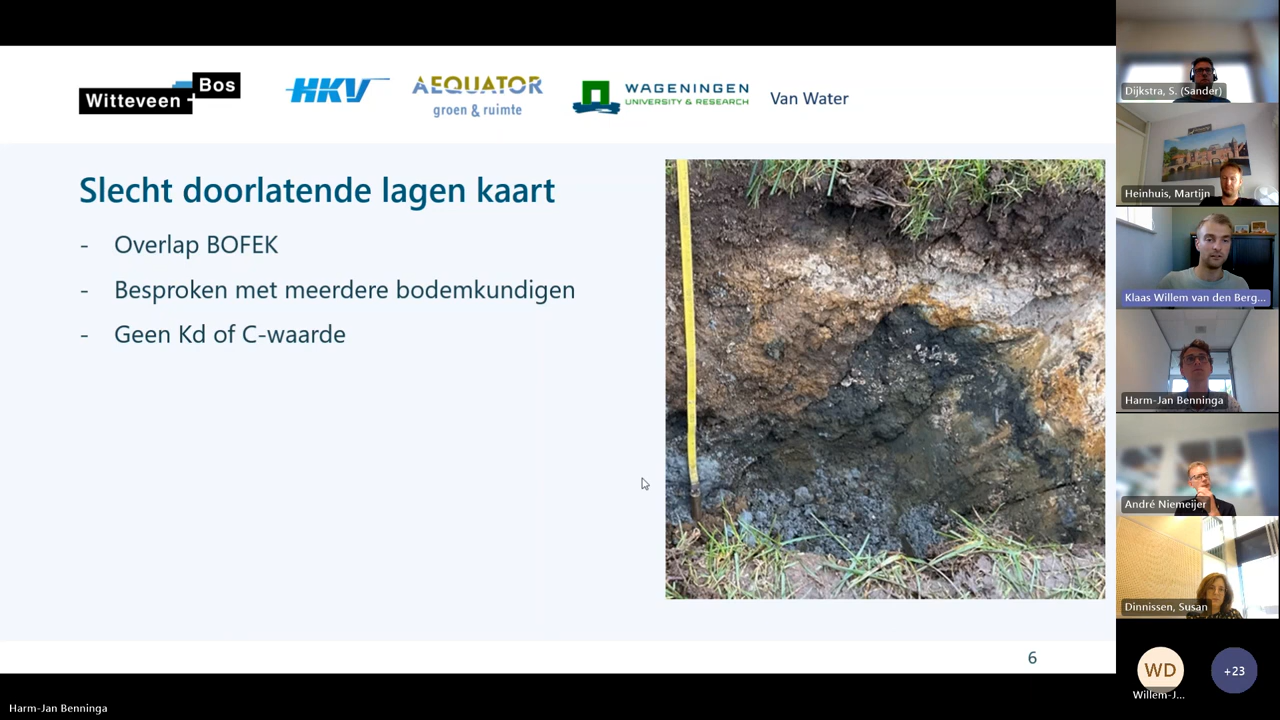 Witteveen + Bos
HKV
AEQUATOR
groen & ruimte
WAGENINGEN
UNIVERSITY & RESEARCH
Van Water
Slecht doorlatende lagen kaart
- Overlap BOFEK
- Besproken met meerdere bodemkundigen
- Geen Kd of C-waarde
6
Dijkstra, S. (Sander)
Heinhuis, Martijn
Klaas Willem van den Berg...
Harm-Jan Benninga
André Niemeijer
Dinnissen, Susan
WD
Willem-J...
+23
Harm-Jan Benninga